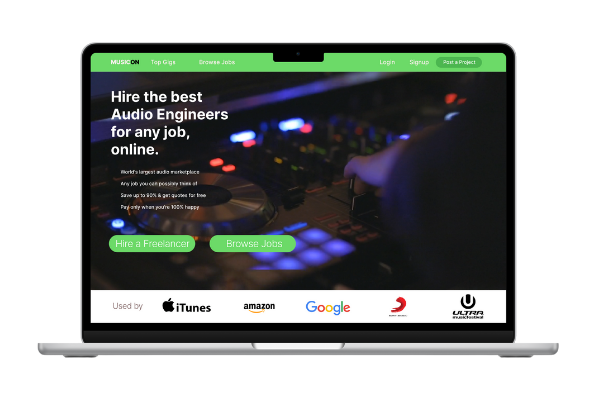 MUSICON Top Gigs Browse Jobs Login Signup Post a Project
Hire the best
Audio Engineers
for any job,
online.
World's largest audio marketplace
Any job you can possibly think of
Save up to 90% & get quotes for free
Pay only when you're 100% happy
Hire a Freelancer Browse Jobs
Used by iTunes amazon Google ULTRA
musicfestival